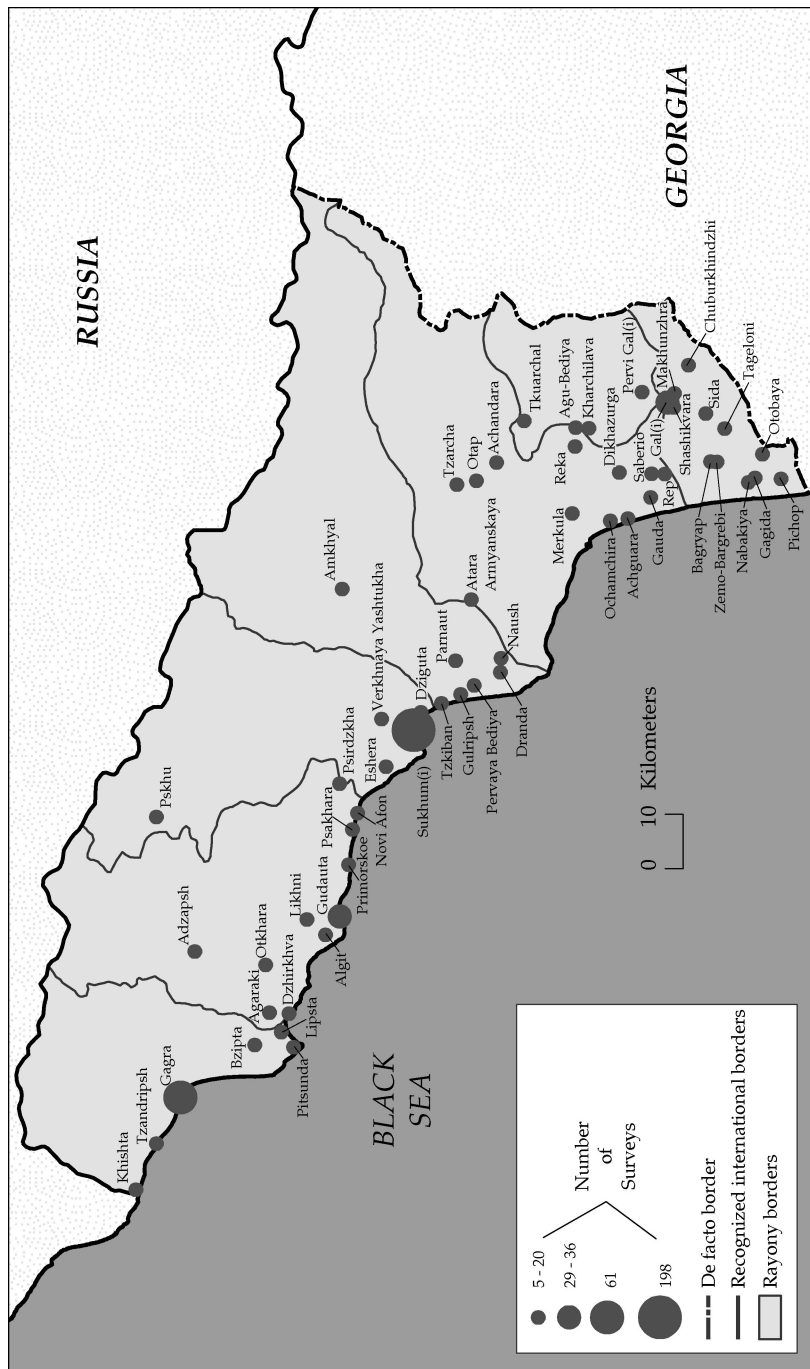 RUSSIA
GEORGIA
BLACK
SEA
Khishta
Tzandripsh
Gagra
Bzipta
Pitsunda
Lipsta
Agaraki
Dzhirkhva
Otkhara
Adzapsh
Likhni
Algit
Gudauta
Primorskoe
Psakhara
Novi Afon
Psirdzkha
Pskhu
Eshera
Verkhnaya Yashtukha
Sukhum(i)
Dziguta
Tzkiban
Gulripsh
Pervaya Bediya
Dranda
Naush
Parnaut
Amkhyal
Atara
Armyanskaya
Tzarcha
Otap
Achandara
Merkula
Tkuarchal
Reka
Agu-Bediya
Kharchilava
Ochamchira
Achguara
Dikhazurga
Gauda
Saberio
Rep
Pervi Gal(i)
Gal(i)
Makhunzhra
Shashikvara
Chuburkhindzhi
Sida
Tageloni
Bagryap
Zemo-Bargrebi
Nabakiya
Gagida
Otobaya
Pichop
0 10 Kilometers
5 - 20
29 - 36
61
198
Number
of
Surveys
De facto border
Recognized international borders
Rayony borders